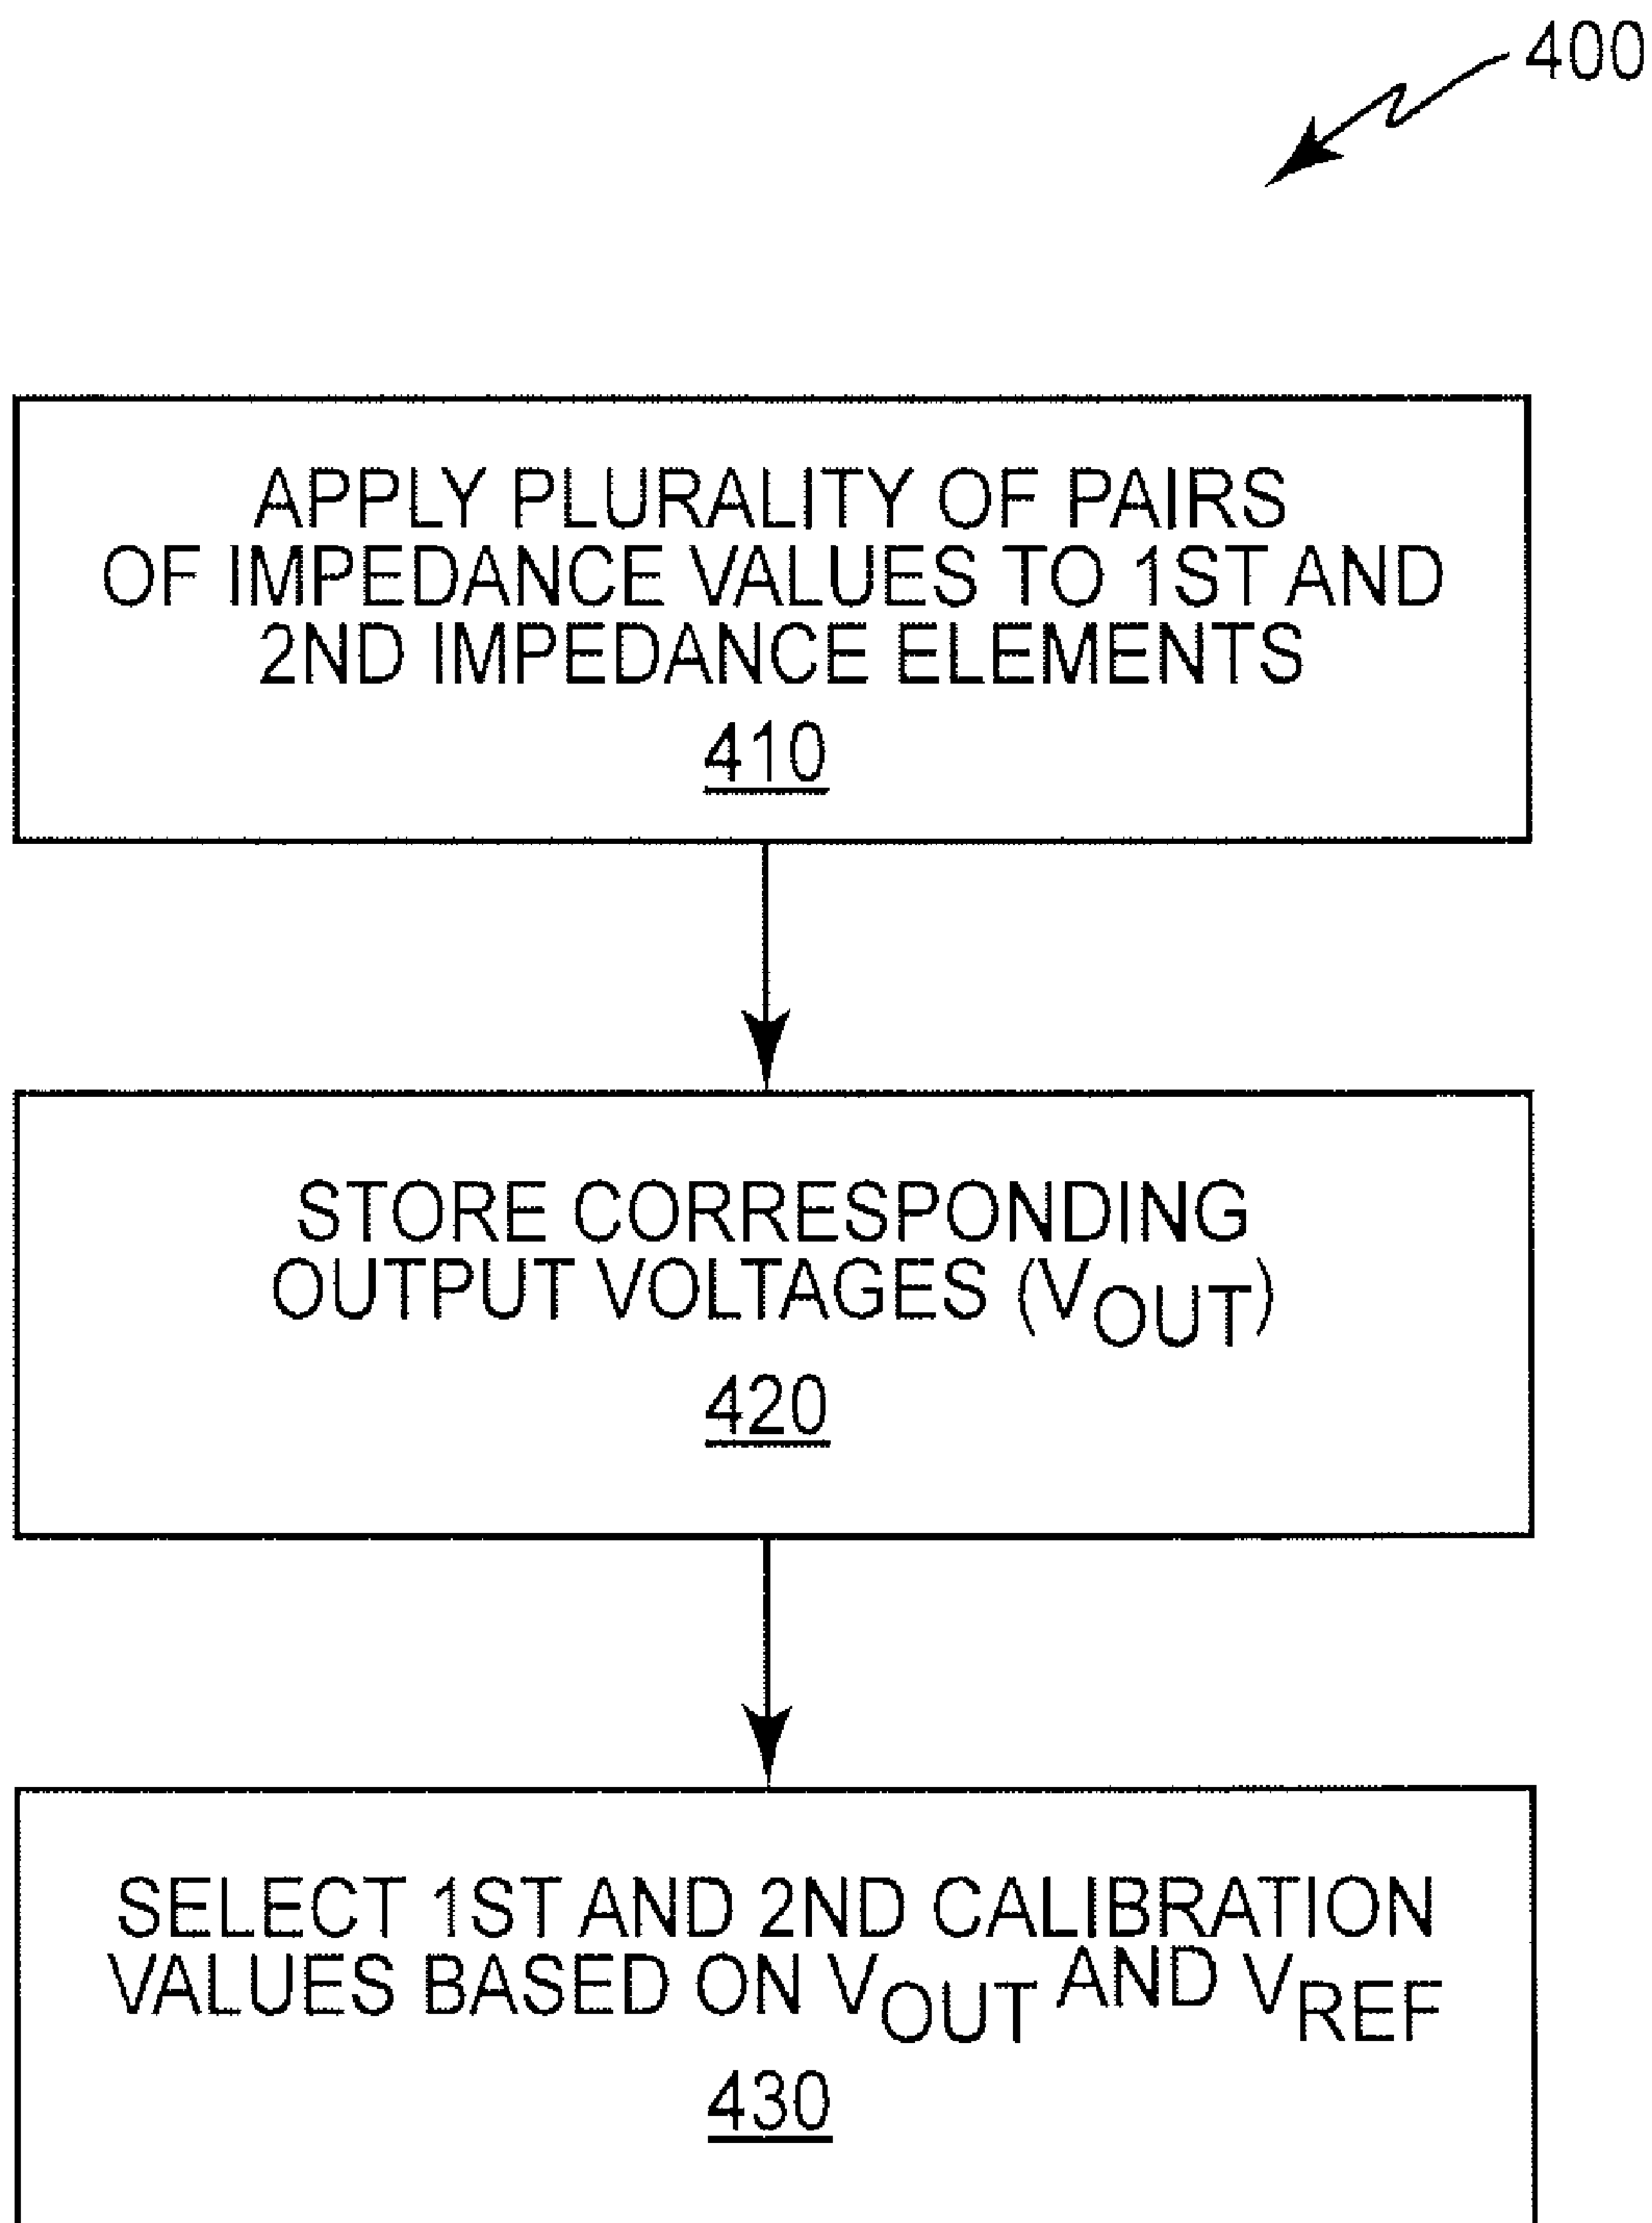 400
APPLY PLURALITY OF PAIRS
OF IMPEDANCE VALUES TO 1ST AND
2ND IMPEDANCE ELEMENTS
410
STORE CORRESPONDING
OUTPUT VOLTAGES (VOUT)
420
SELECT 1ST AND 2ND CALIBRATION
VALUES BASED ON VOUT AND VREF
430